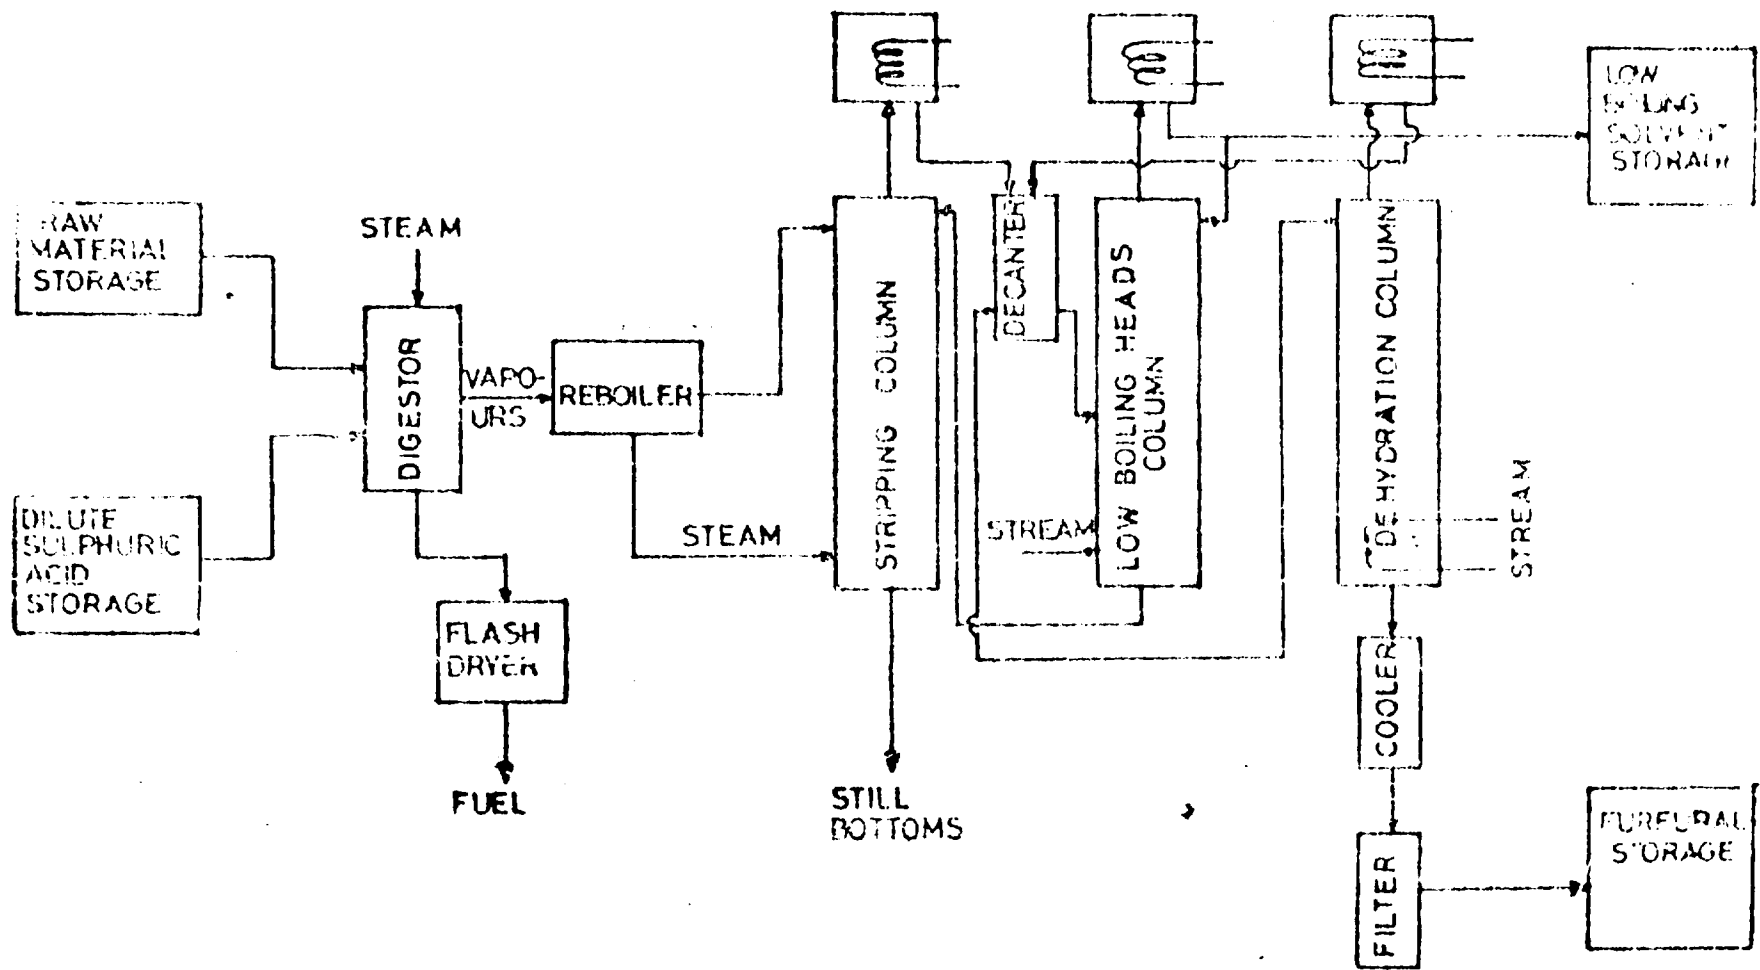 RAW
MATERIAL
STORAGE
DILUTE
SULPHURIC
ACID
STORAGE
STEAM
DIGESTOR
VAPO-
URS
REBOILER
FLASH
DRYER
FUEL
STEAM
STRIPPING COLUMN
STILL
BOTTOMS
DECANTER
STREAM
LOW BOILING HEADS
COLUMN
DEHYDRATION COLUMN
STREAM
COOLER
FILTER
LOW
BOILING
SOLVENT
STORAGE
FURFURAL
STORAGE